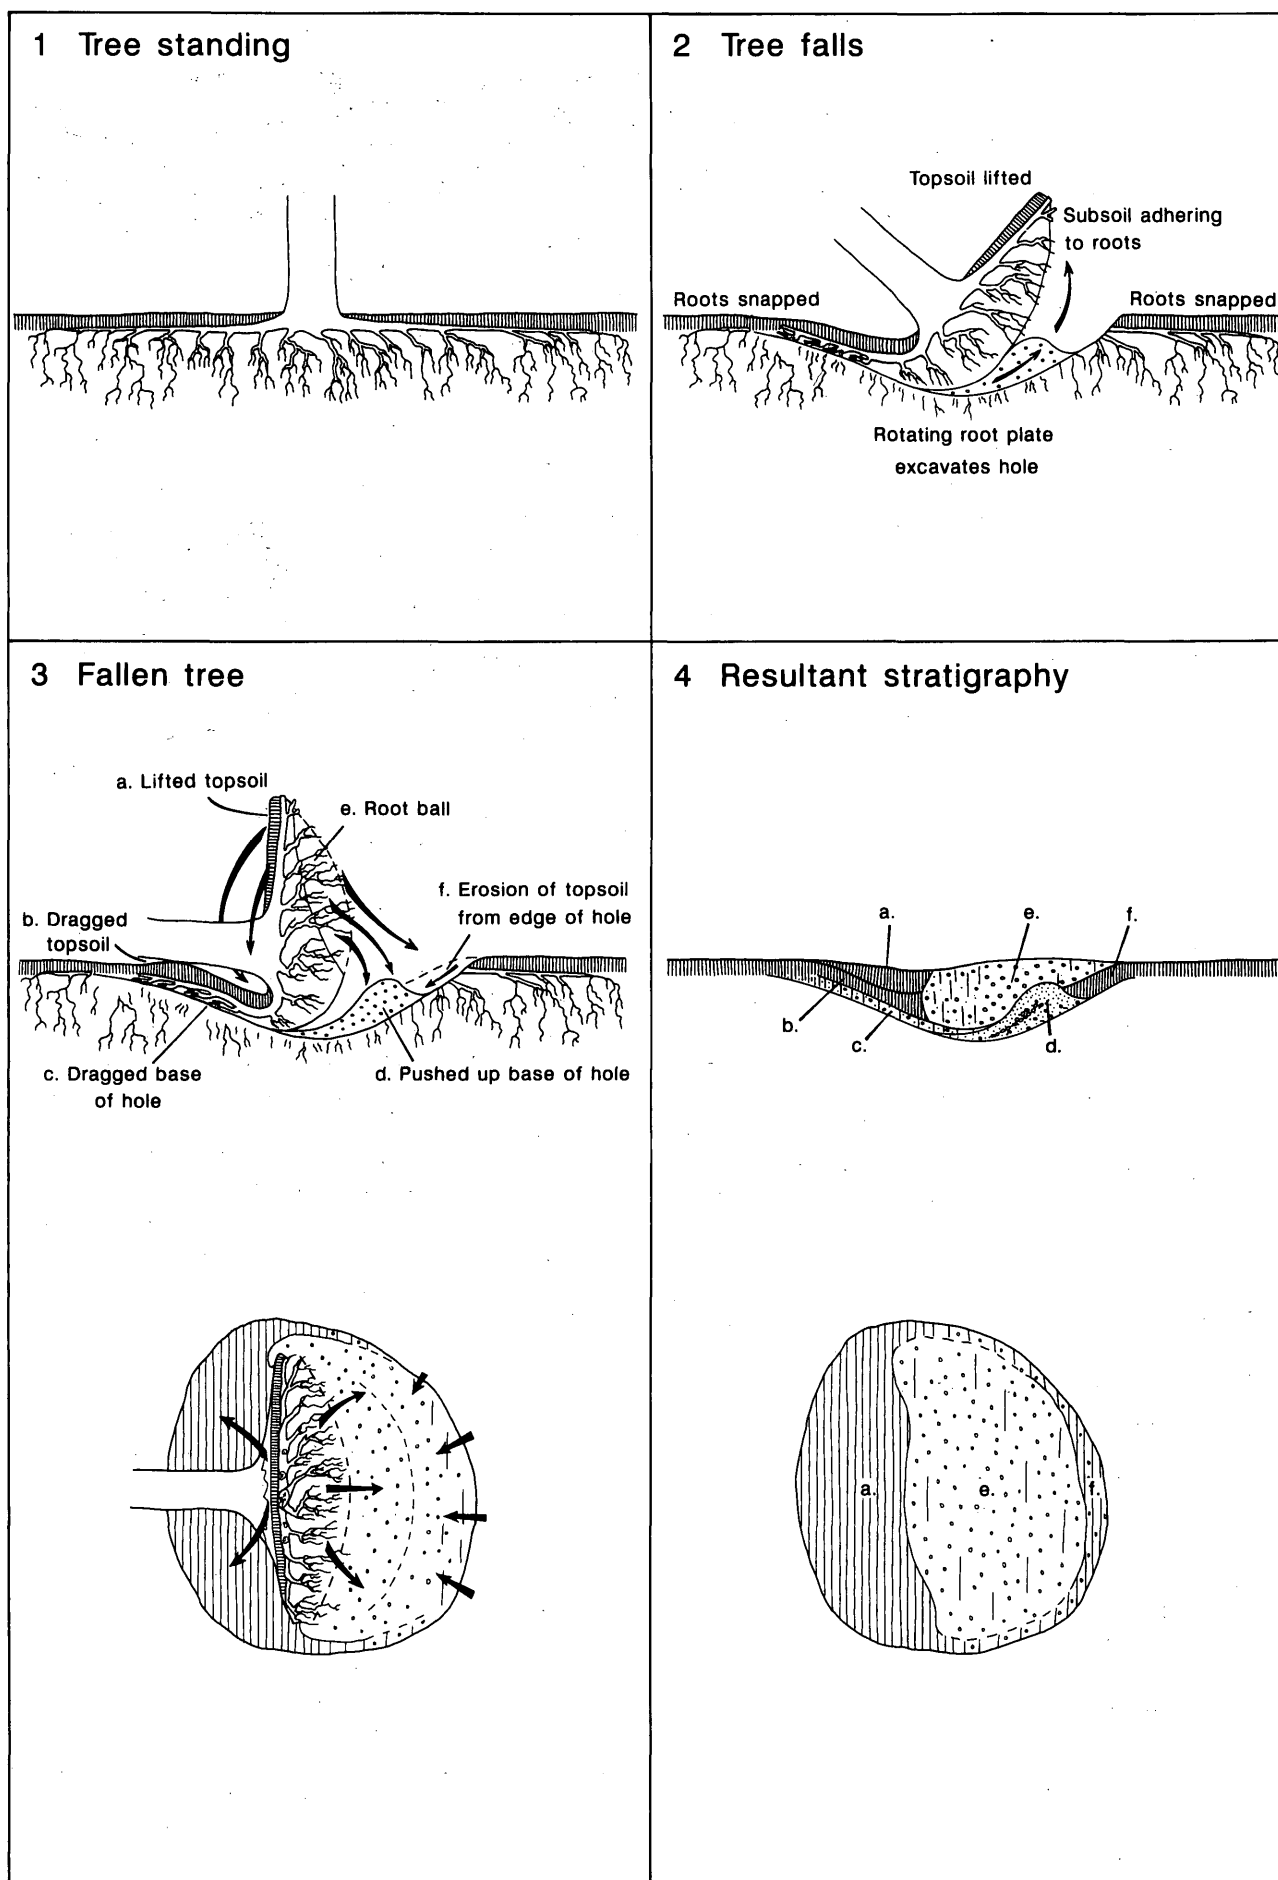 1 Tree standing
2 Tree falls
Topsoil lifted
Subsoil adhering
to roots
Roots snapped
Roots snapped
Rotating root plate
excavates hole
3 Fallen tree
a. Lifted topsoil
e. Root ball
f. Erosion of topsoil
from edge of hole
b. Dragged
topsoil
c. Dragged base
of hole
d. Pushed up base of hole
4 Resultant stratigraphy
a.
e.
f.
b.
c.
d.
a.
e.
f.